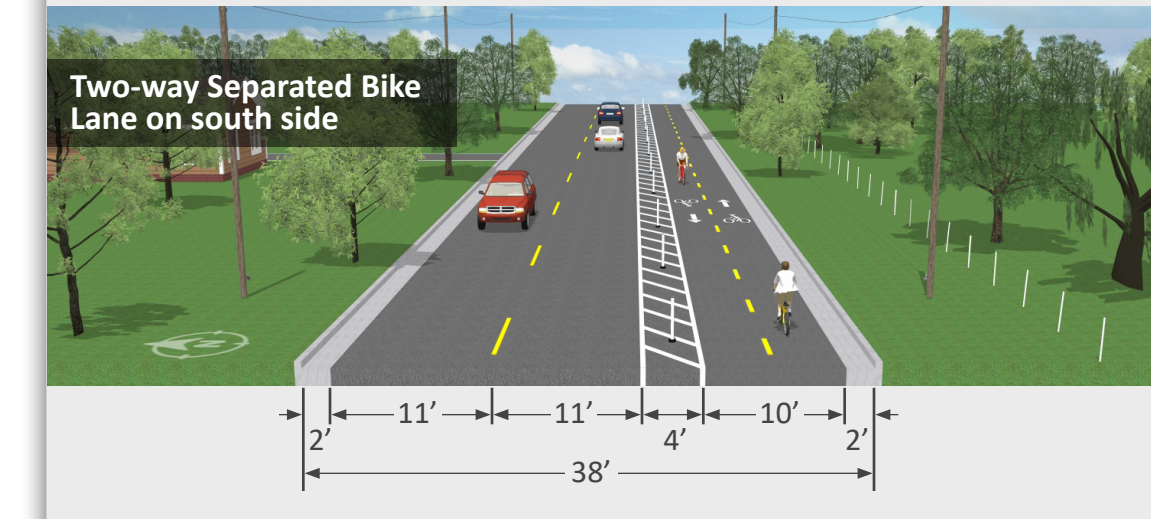 Two-way Separated Bike
Lane on south side
N
11’ 11’ 10’
2’ 4’ 2’
38’